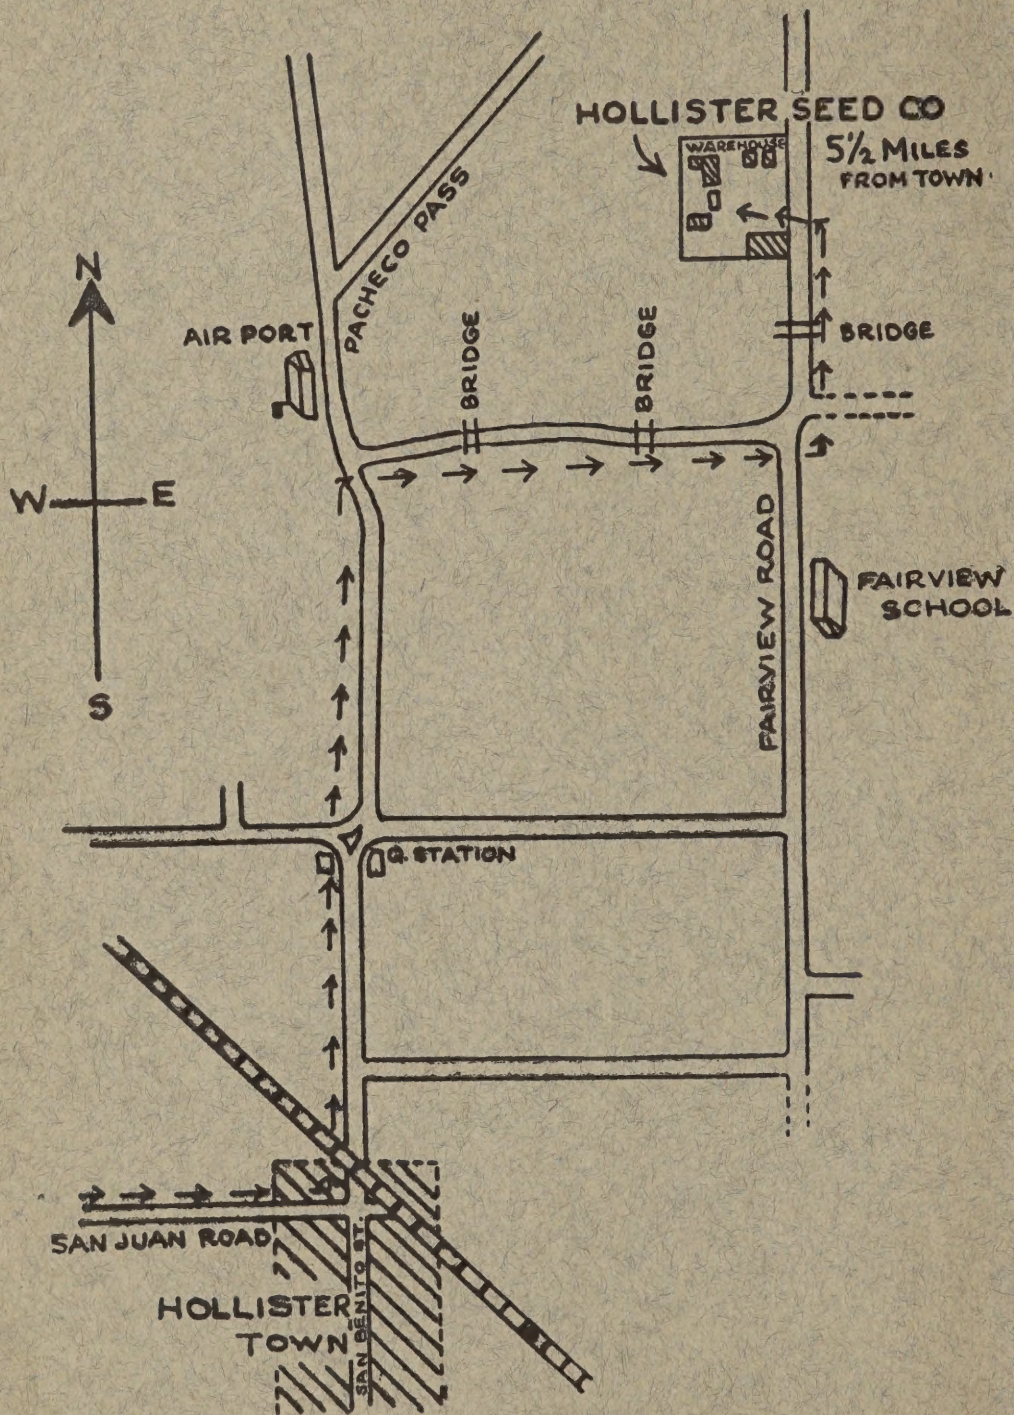 HOLLISTER SEED CO
WAREHOUSE
5½ MILES
FROM TOWN
PACHECO PASS
N
AIR PORT
BRIDGE
BRIDGE
BRIDGE
W
E
FAIRVIEW ROAD
FAIRVIEW
SCHOOL
S
G. STATION
SAN JUAN ROAD
SAN BENITO ST.
HOLLISTER
TOWN